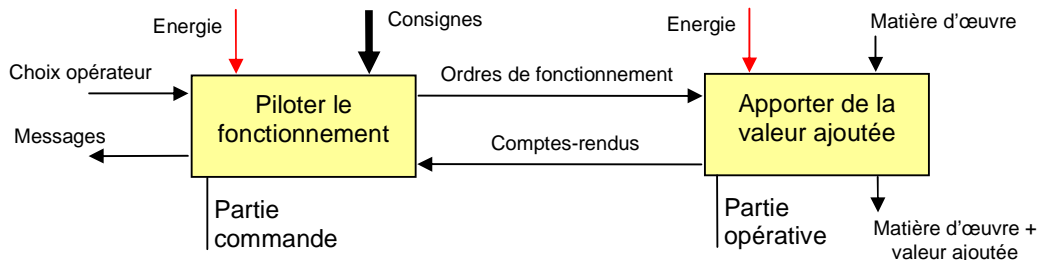 Energie
Consignes
Energie
Matière d'œuvre
Choix opérateur
Ordres de fonctionnement
Piloter le
fonctionnement
Apporter de la
valeur ajoutée
Messages
Comptes-rendus
Partie
commande
Partie
opérative
Matière d'œuvre +
valeur ajoutée